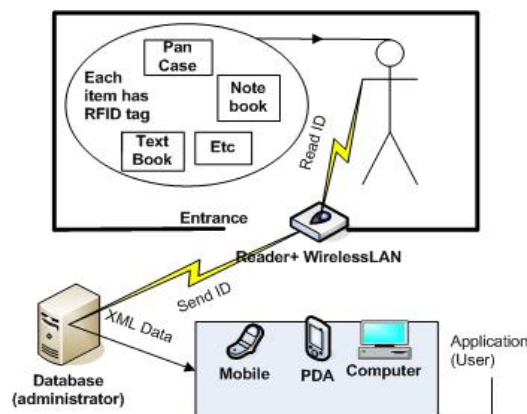 Pan
Case
Each
item has
RFID tag
Note
book
Text
Book
Etc
Read ID
Entrance
Reader+ WirelessLAN
Send ID
XML Data
Database
(administrator)
Mobile
PDA
Computer
Application
(User)